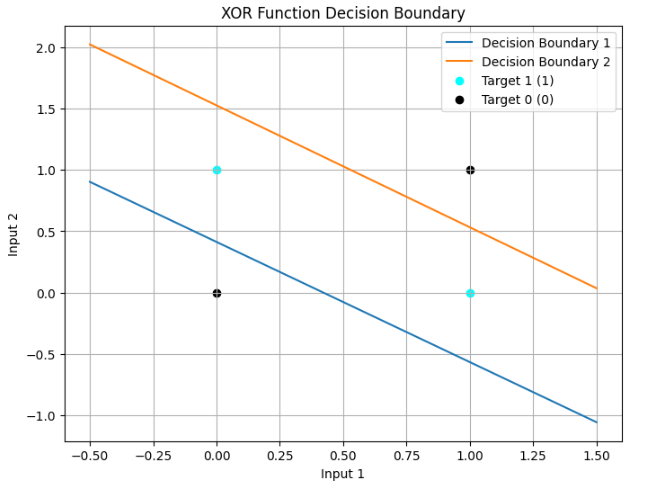 XOR Function Decision Boundary
Decision Boundary 1
Decision Boundary 2
Target 1 (1)
Target 0 (0)
2.0
1.5
1.0
0.5
0.0
−0.5
−1.0
Input 2
−0.50 −0.25 0.00 0.25 0.50 0.75 1.00 1.25 1.50
Input 1